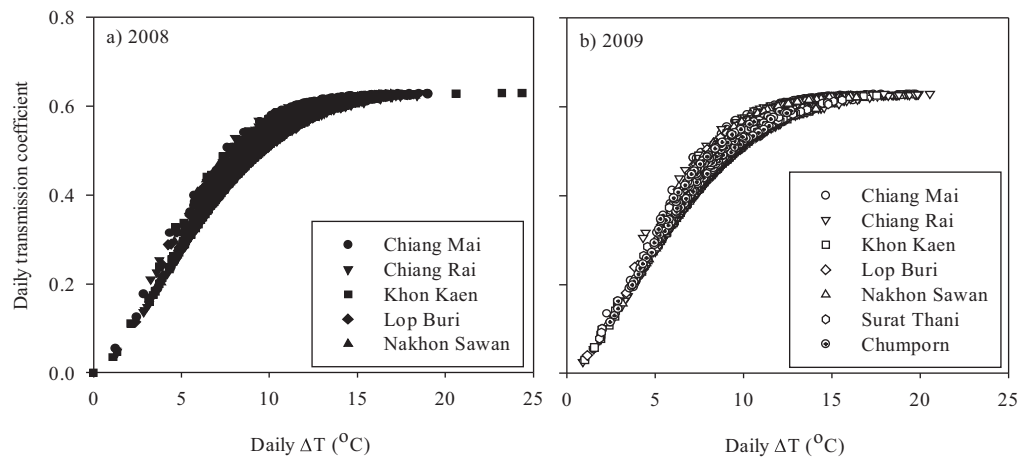 a) 2008
b) 2009
Daily transmission coefficient
0.8
0.6
0.4
0.2
0.0
Chiang Mai
Chiang Rai
Khon Kaen
Lop Buri
Nakhon Sawan
Chiang Mai
Chiang Rai
Khon Kaen
Lop Buri
Nakhon Sawan
Surat Thani
Chumporn
0 5 10 15 20 25
0 5 10 15 20 25
Daily ΔT (°C)
Daily ΔT (°C)